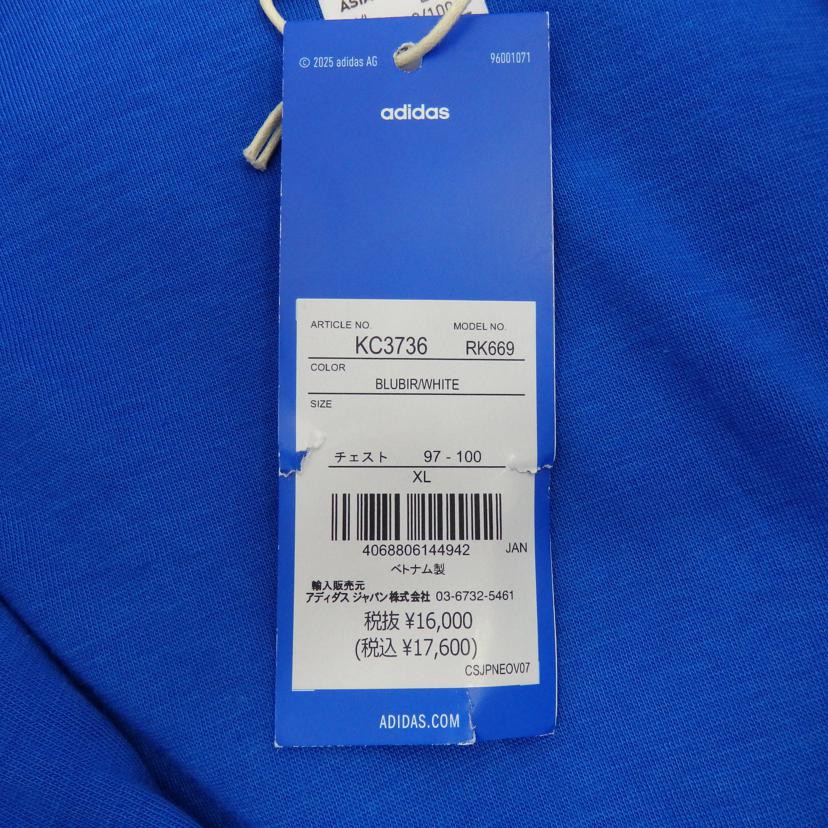 ASIA
/100
© 2025 adidas AG 96001071
adidas
ARTICLE NO. MODEL NO.
KC3736 RK669
COLOR
BLUBIR/WHITE
SIZE
チェスト 97 - 100
XL
4068806144942 JAN
ベトナム製
輸入販売元
アディダス ジャパン株式会社 03-6732-5461
税抜 ¥16,000
(税込 ¥17,600)
CSJPNEOV07
ADIDAS.COM